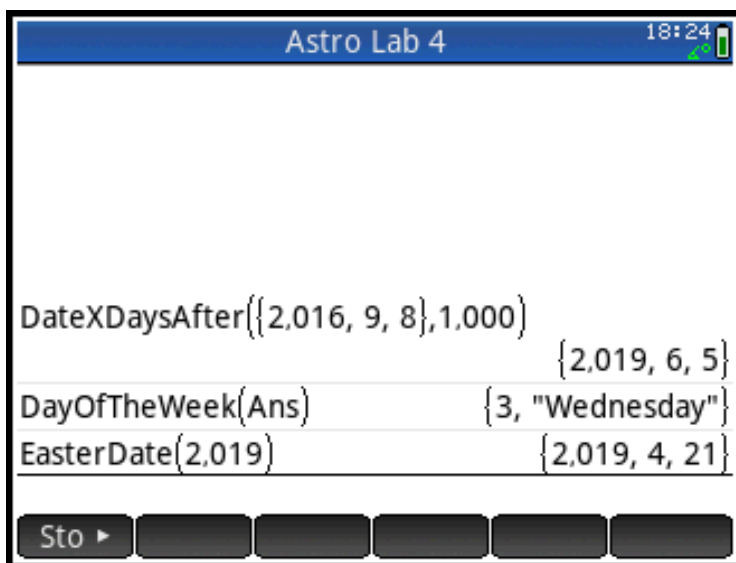 Astro Lab 4 18:24
DateXDaysAfter({2,016, 9, 8},1,000)
{2,019, 6, 5}
DayOfTheWeek(Ans) {3, "Wednesday"}
EasterDate(2,019) {2,019, 4, 21}
Sto ►